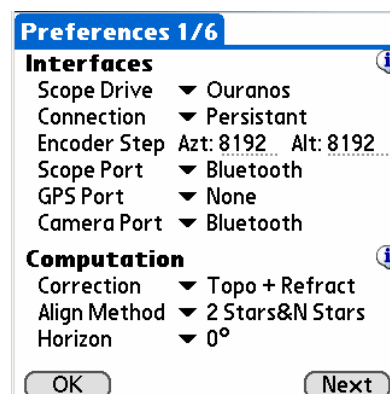 Preferences 1/6
Interfaces
Scope Drive Ouranos
Connection Persistant
Encoder Step Azt: 8192 Alt: 8192
Scope Port Bluetooth
GPS Port None
Camera Port Bluetooth
Computation
Correction Topo + Refract
Align Method 2 Stars&N Stars
Horizon 0°
OK Next